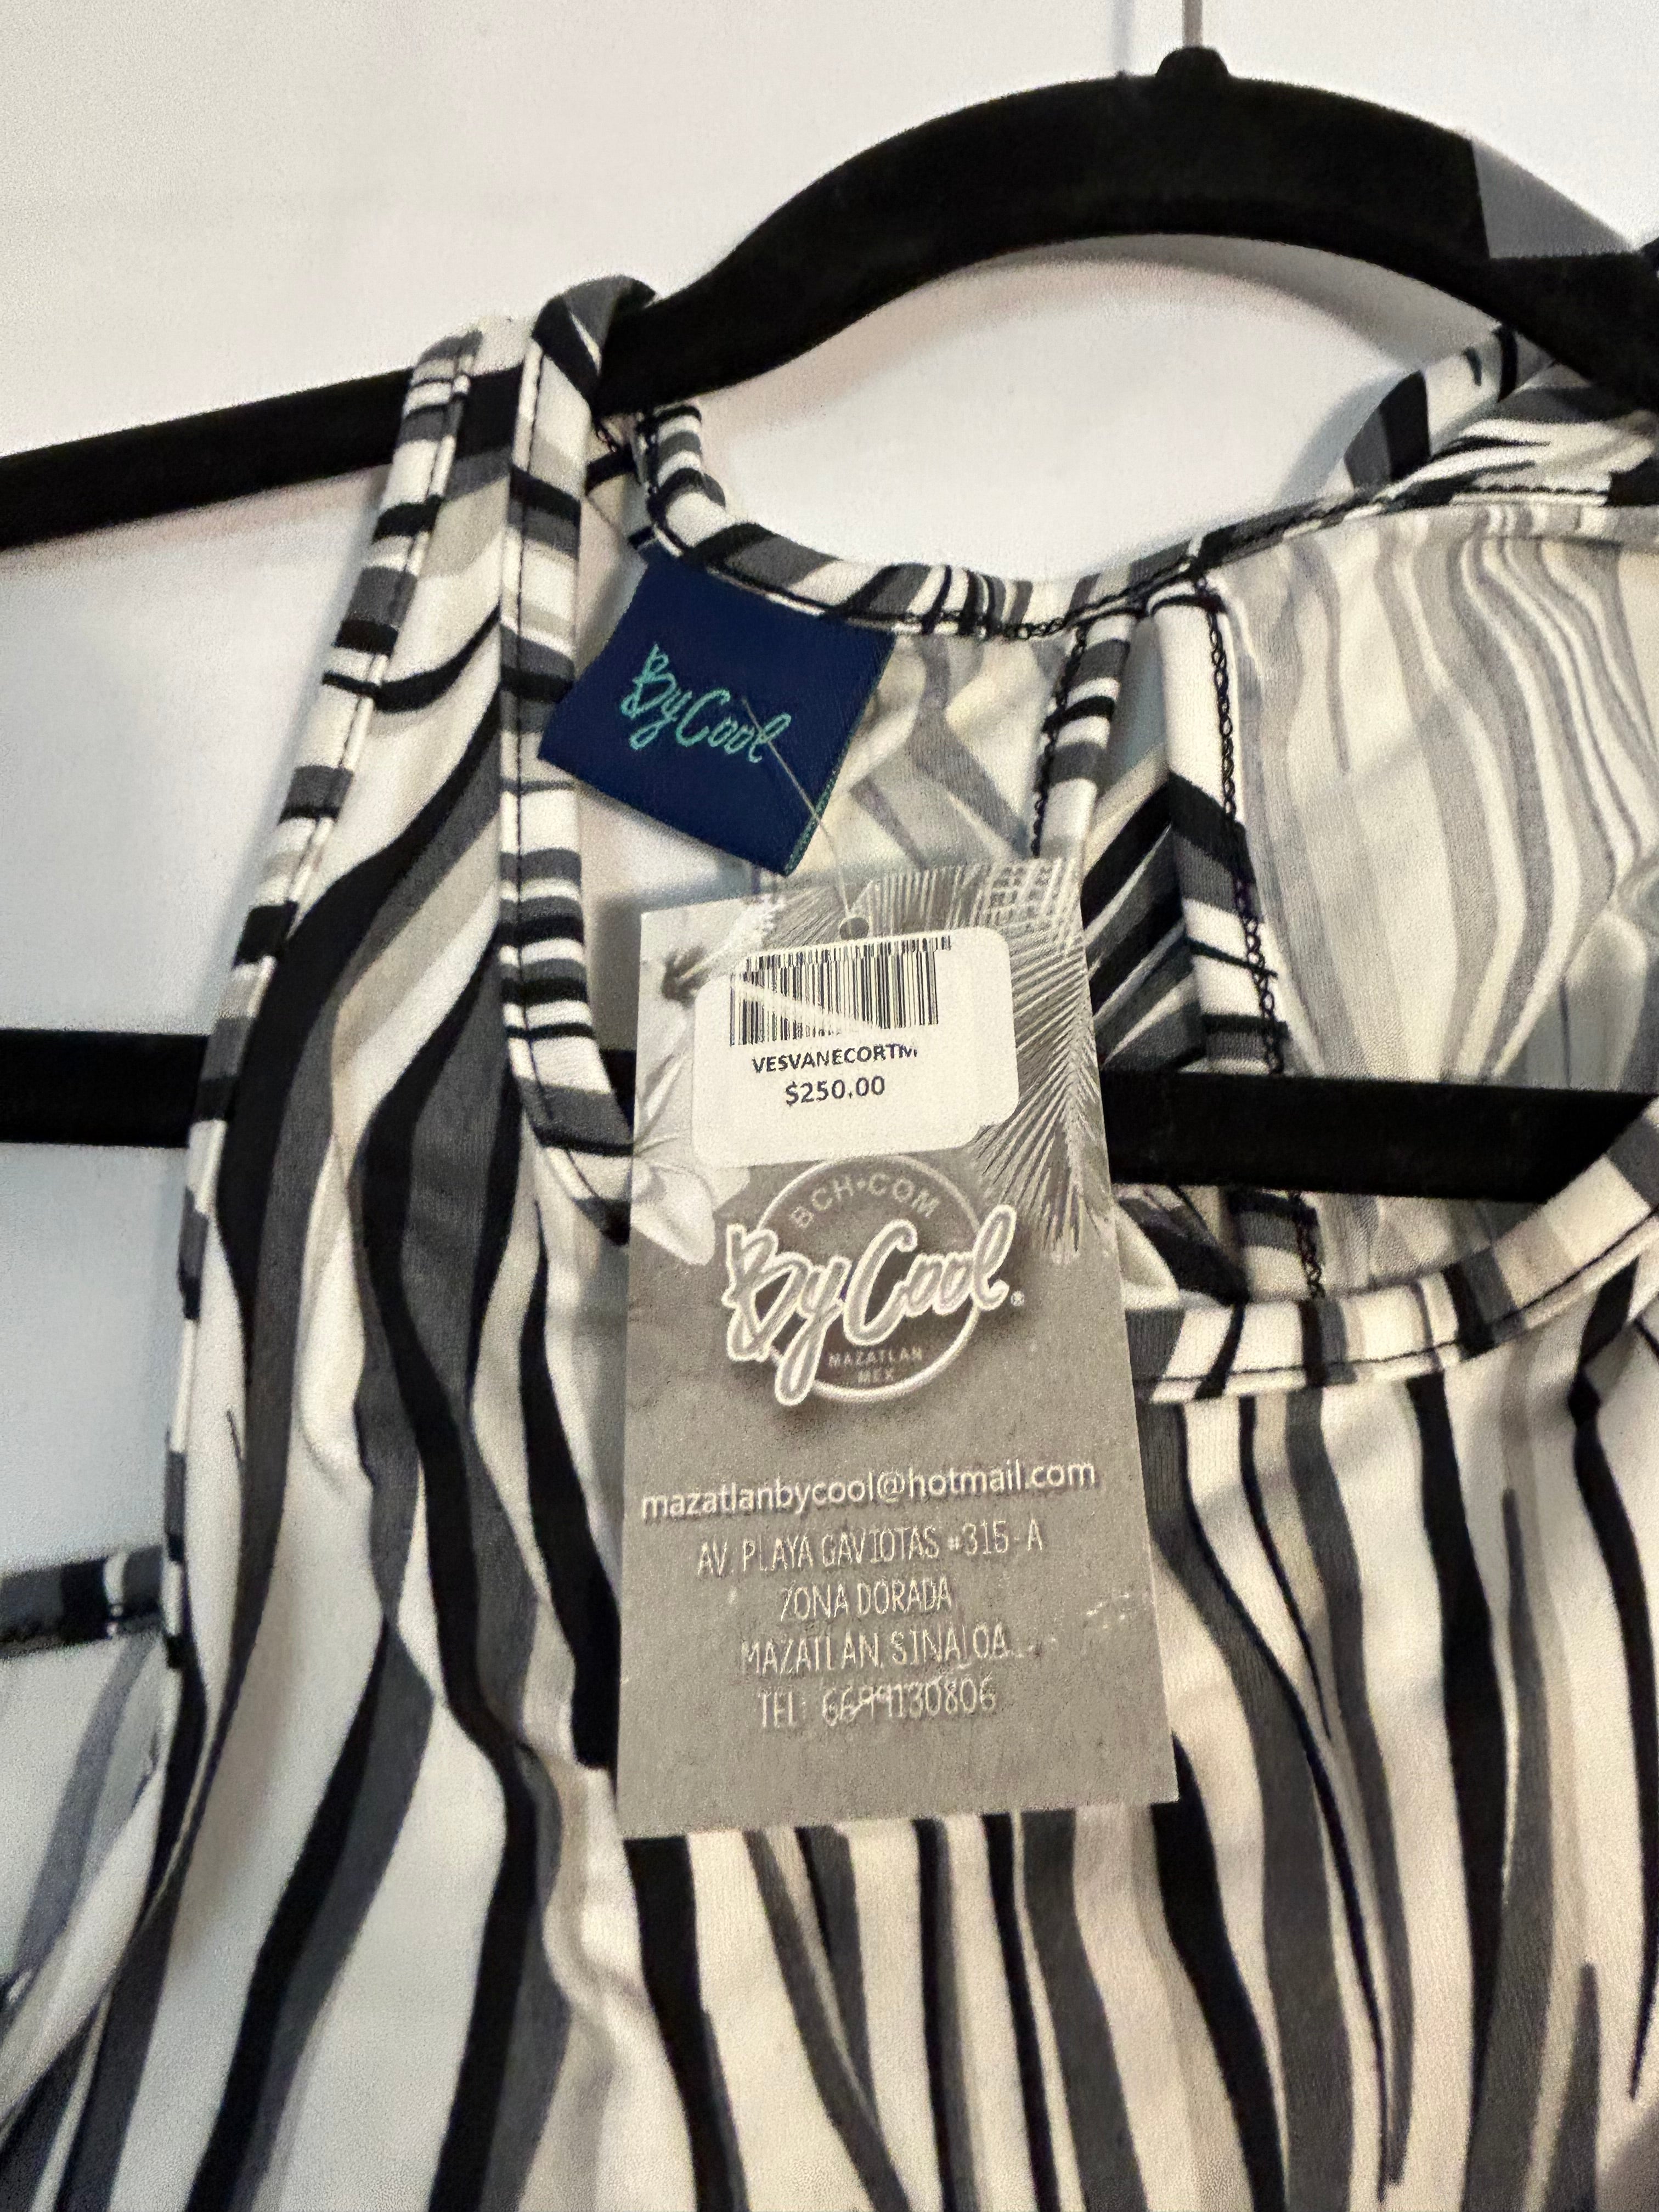 By Cool
VESVANECORTM
$250.00
BCH•COM
By Cool®
MAZATLAN
MEX
mazatlanbycool@hotmail.com
AV. PLAYA GAVIOTAS #315-A
ZONA DORADA
MAZATLAN, SINALOA.
TEL: 6699130806